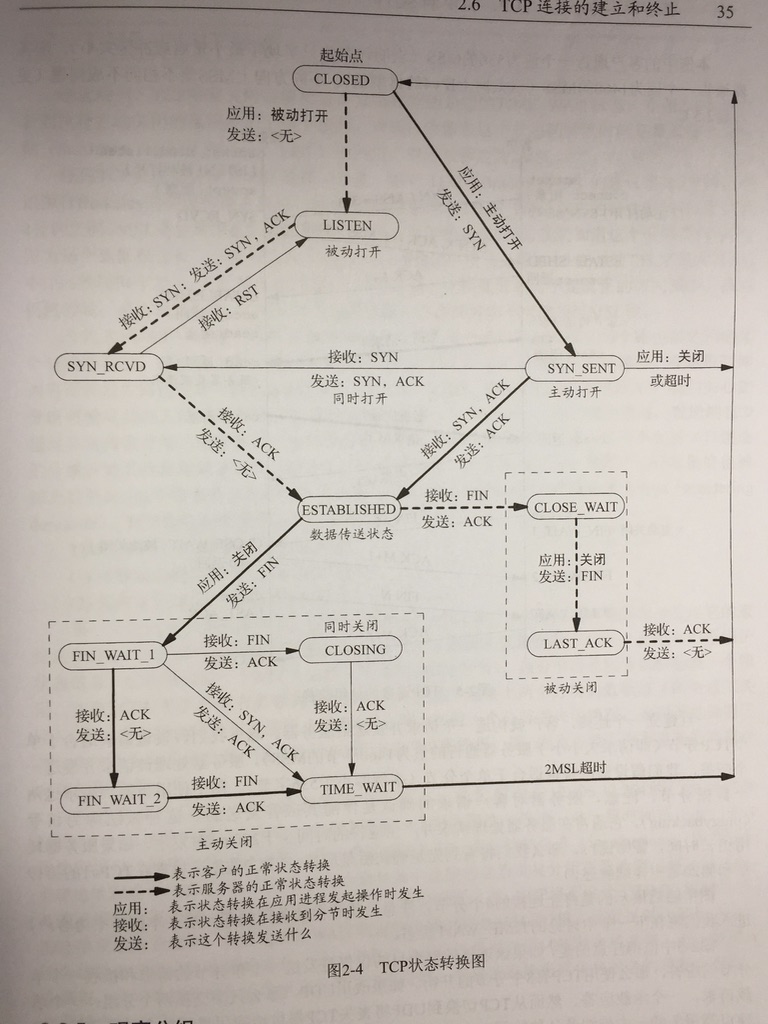 2.6 TCP 连接的建立和终止 35
起始点
CLOSED
应用：被动打开
发送：<无>
应用：主动打开
发送：SYN
LISTEN
被动打开
接收：SYN；发送：SYN，ACK
接收：RST
SYN_RCVD
接收：SYN
发送：SYN，ACK
同时打开
SYN_SENT
主动打开
应用：关闭
或超时
接收：ACK
发送：<无>
接收：SYN，ACK
发送：ACK
ESTABLISHED
数据传送状态
接收：FIN
发送：ACK
CLOSE_WAIT
应用：关闭
发送：FIN
应用：关闭
发送：FIN
LAST_ACK
接收：ACK
发送：<无>
被动关闭
同时关闭
FIN_WAIT_1
接收：FIN
发送：ACK
CLOSING
接收：ACK
发送：<无>
接收：SYN，ACK
发送：ACK
接收：ACK
发送：<无>
FIN_WAIT_2
接收：FIN
发送：ACK
TIME_WAIT
2MSL超时
主动关闭
表示客户的正常状态转换
表示服务器的正常状态转换
应用： 表示状态转换在应用进程发起操作时发生
接收： 表示状态转换在接收到分节时发生
发送： 表示这个转换发送什么
图2-4 TCP状态转换图